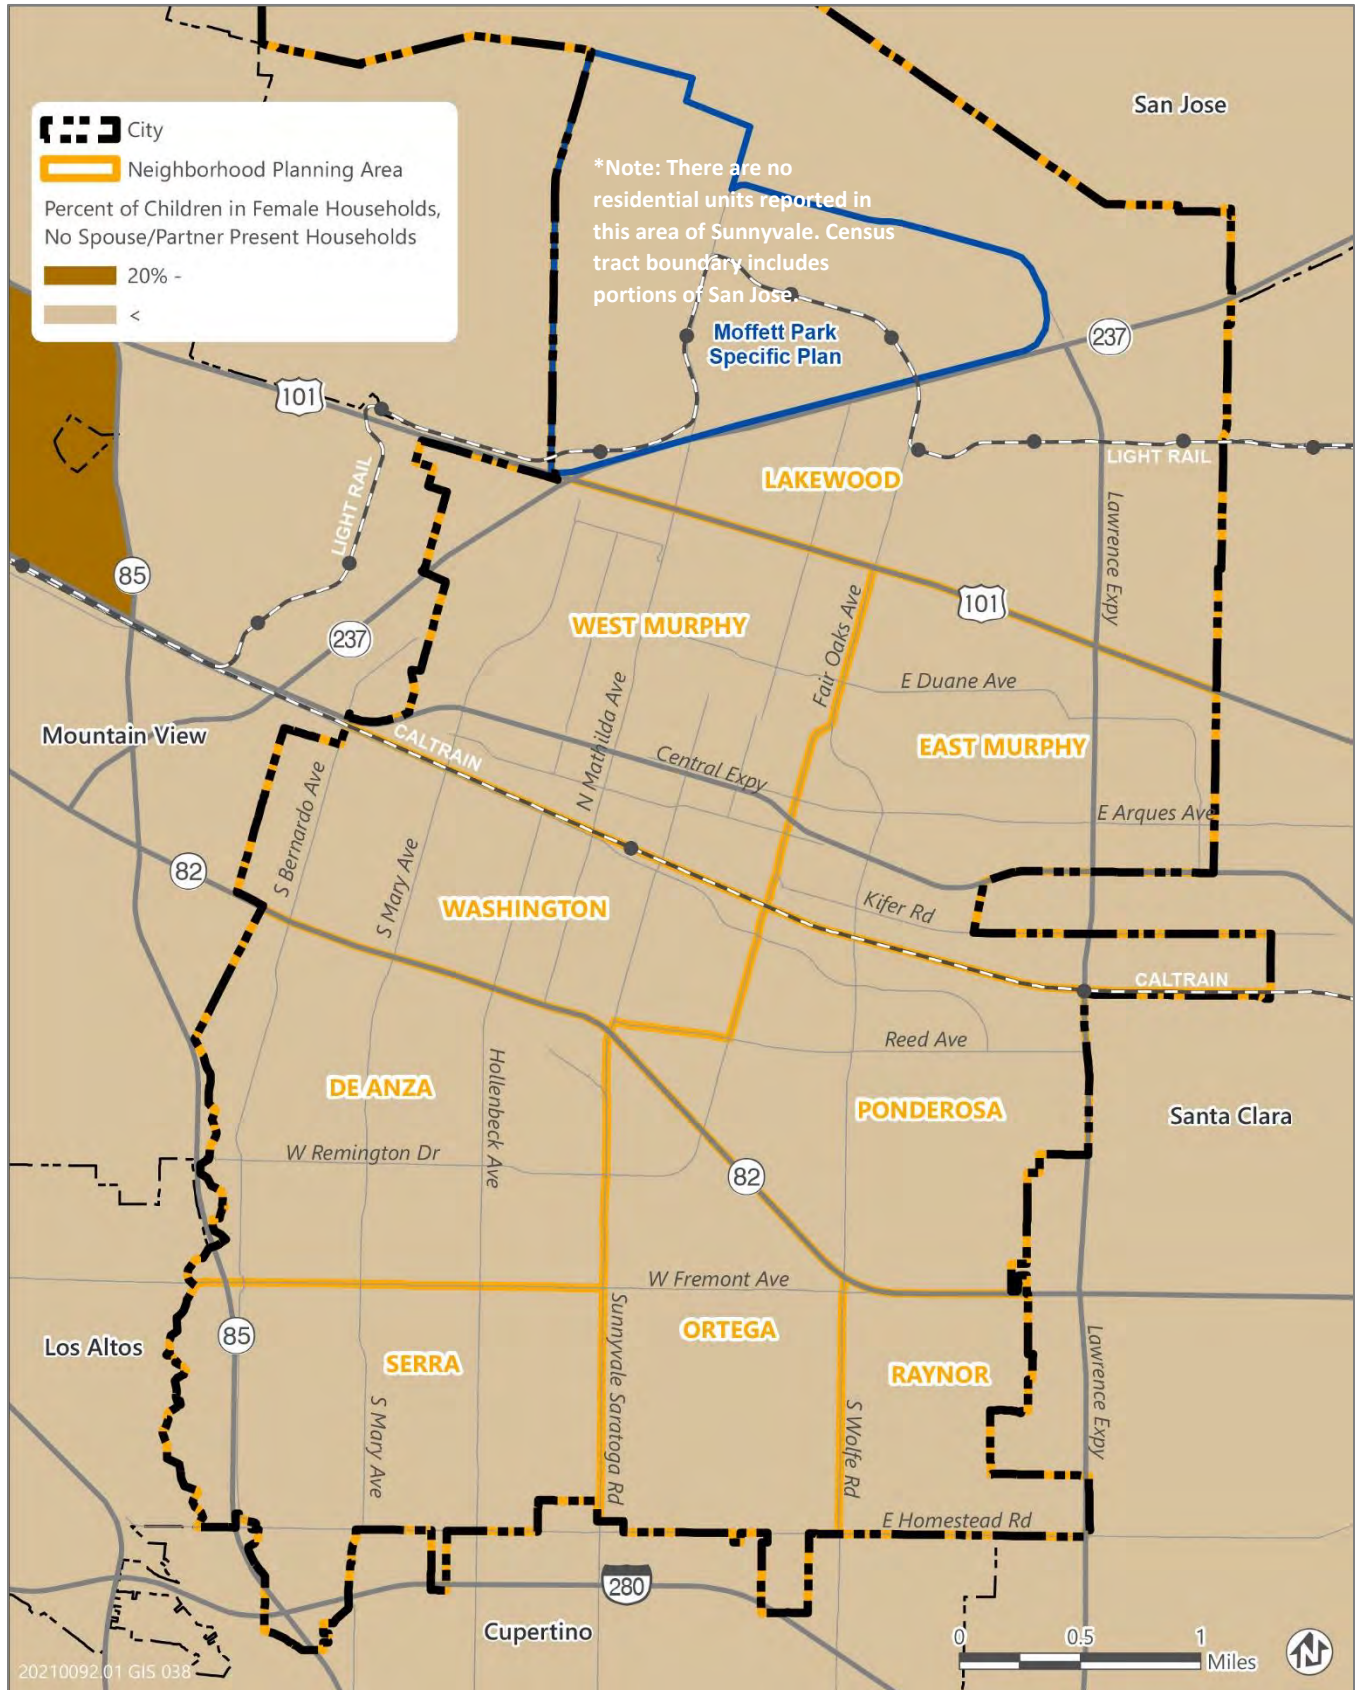 San Jose
City
Neighborhood Planning Area
Percent of Children in Female Households,
No Spouse/Partner Present Households
20% -
<
*Note: There are no
residential units reported in
this area of Sunnyvale. Census
tract boundary includes
portions of San Jose.
Moffett Park
Specific Plan
237
101
LAKEWOOD
LIGHT RAIL
LIGHT RAIL
Lawrence Expy
85
237
101
WEST MURPHY
Fair Oaks Ave
E Duane Ave
N Mathilda Ave
Mountain View
CALTRAIN
EAST MURPHY
Central Expy
S Bernardo Ave
E Arques Ave
82
S Mary Ave
WASHINGTON
Kifer Rd
CALTRAIN
Reed Ave
DE ANZA
Hollenbeck Ave
PONDEROSA
Santa Clara
W Remington Dr
82
W Fremont Ave
Los Altos
85
SERRA
Sunnyvale Saratoga Rd
ORTEGA
RAYNOR
Lawrence Expy
S Mary Ave
S Wolfe Rd
E Homestead Rd
280
Cupertino
0 0.5 1
Miles
N
20210092.01 GIS 038